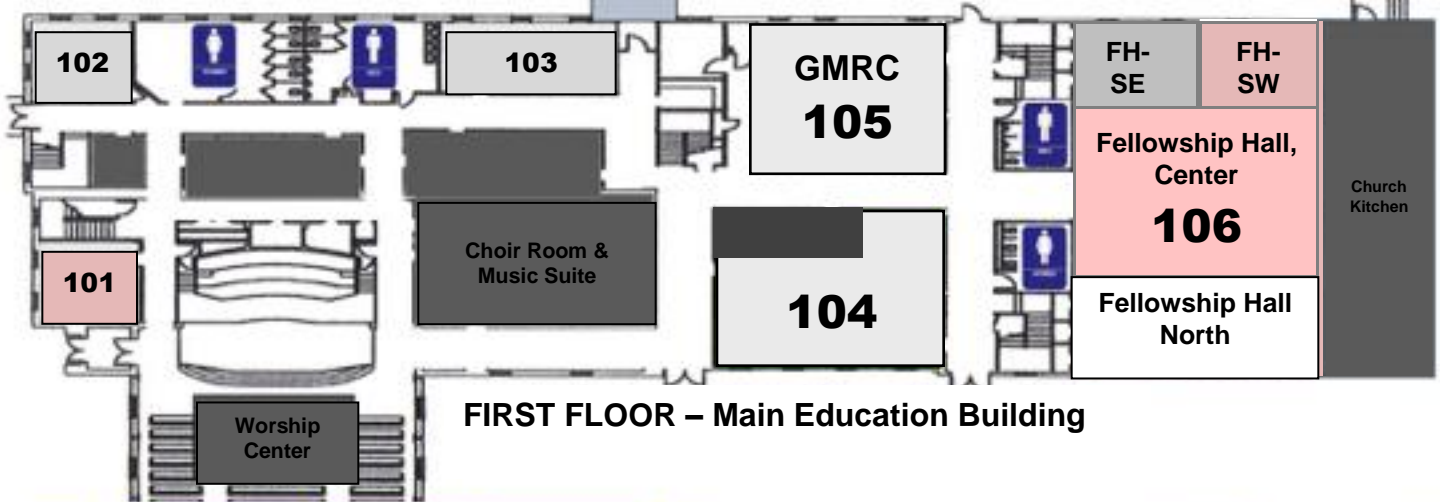 102
103
GMRC
105
FH-
SE
FH-
SW
Fellowship Hall,
Center
106
Church
Kitchen
Choir Room &
Music Suite
101
104
Fellowship Hall
North
Worship
Center
FIRST FLOOR – Main Education Building